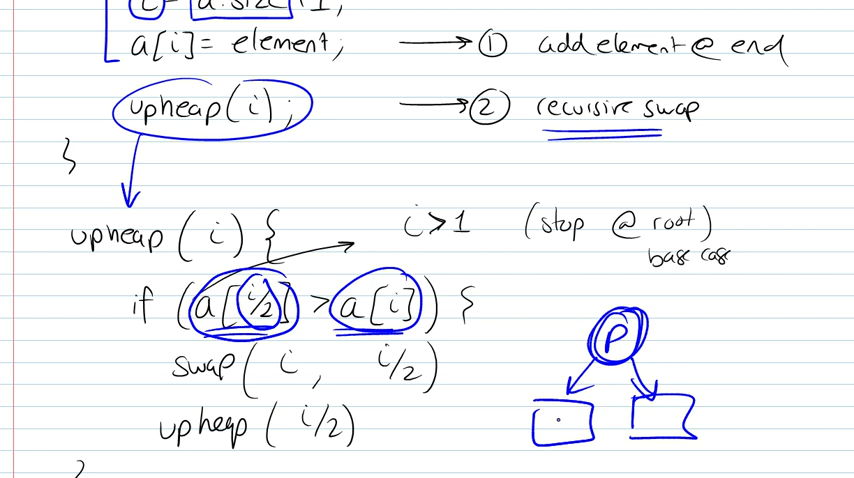 a[i] = element; → ① add element @ end
upheap(i); → ② recursive swap
}
upheap(i) { i>1 (stop @ root)
base case
if (a[i/2] > a[i]) {
swap(i, i/2)
upheap(i/2)
P
}